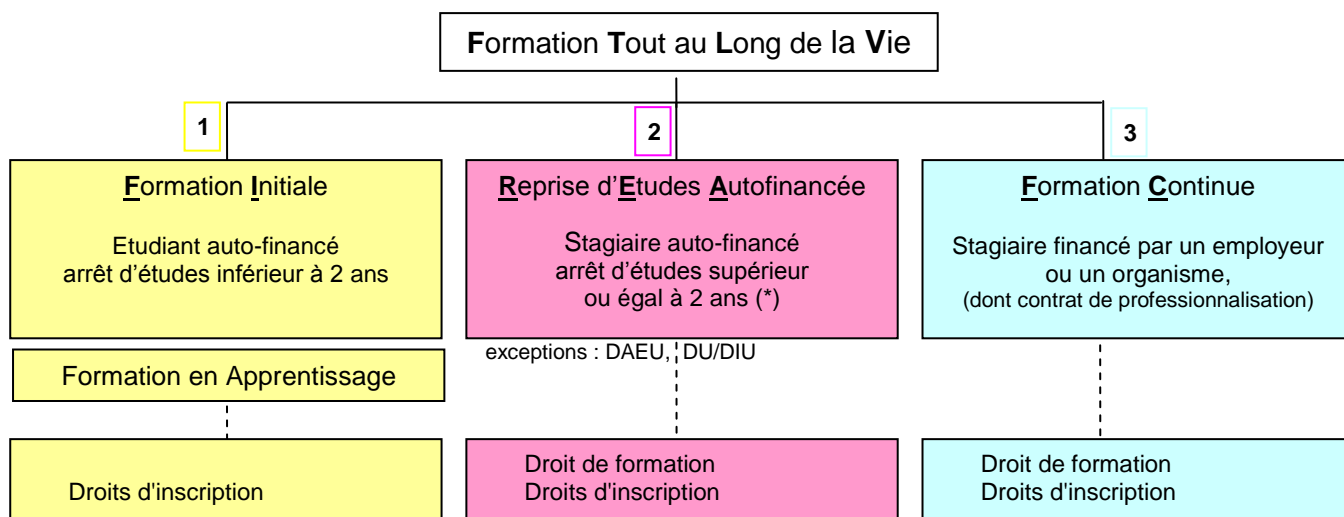 Formation Tout au Long de la Vie
1
2
3
Formation Initiale
Etudiant auto-financé
arrêt d'études inférieur à 2 ans
Reprise d'Etudes Autofinancée
Stagiaire auto-financé
arrêt d'études supérieur
ou égal à 2 ans (*)
Formation Continue
Stagiaire financé par un employeur
ou un organisme,
(dont contrat de professionnalisation)
exceptions : DAEU, DU/DIU
Formation en Apprentissage
Droits d'inscription
Droit de formation
Droits d'inscription
Droit de formation
Droits d'inscription